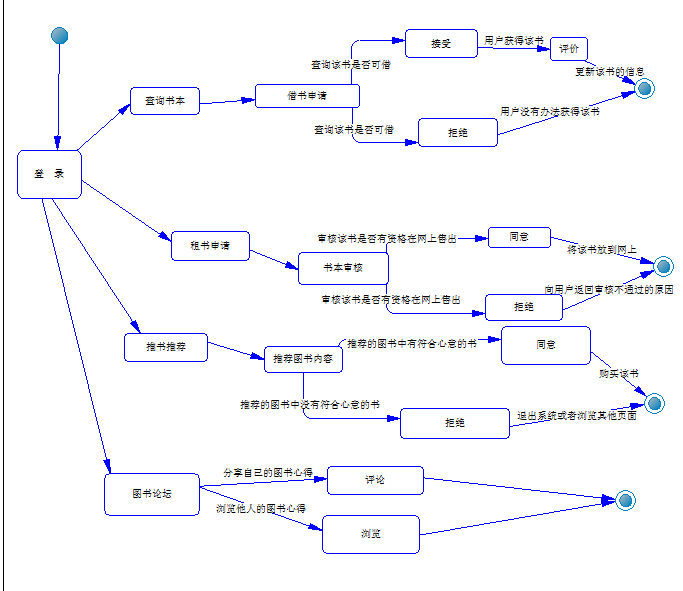 用户获得该书
接受
评价
查询该书是否可借
更新该书的信息
查询书本
借书申请
用户没有办法获得该书
查询该书是否可借
拒绝
登 录
审核该书是否有资格在网上售出
同意
租书申请
将该书放到网上
书本审核
向用户返回审核不通过的原因
审核该书是否有资格在网上售出
拒绝
推荐的图书中有符合心意的书
同意
推书推荐
推荐图书内容
购买该书
推荐的图书中没有符合心意的书
退出系统或老浏览其他页面
拒绝
分享自已的图书心得
评论
图书论坛
浏览他人的图书心得
浏览